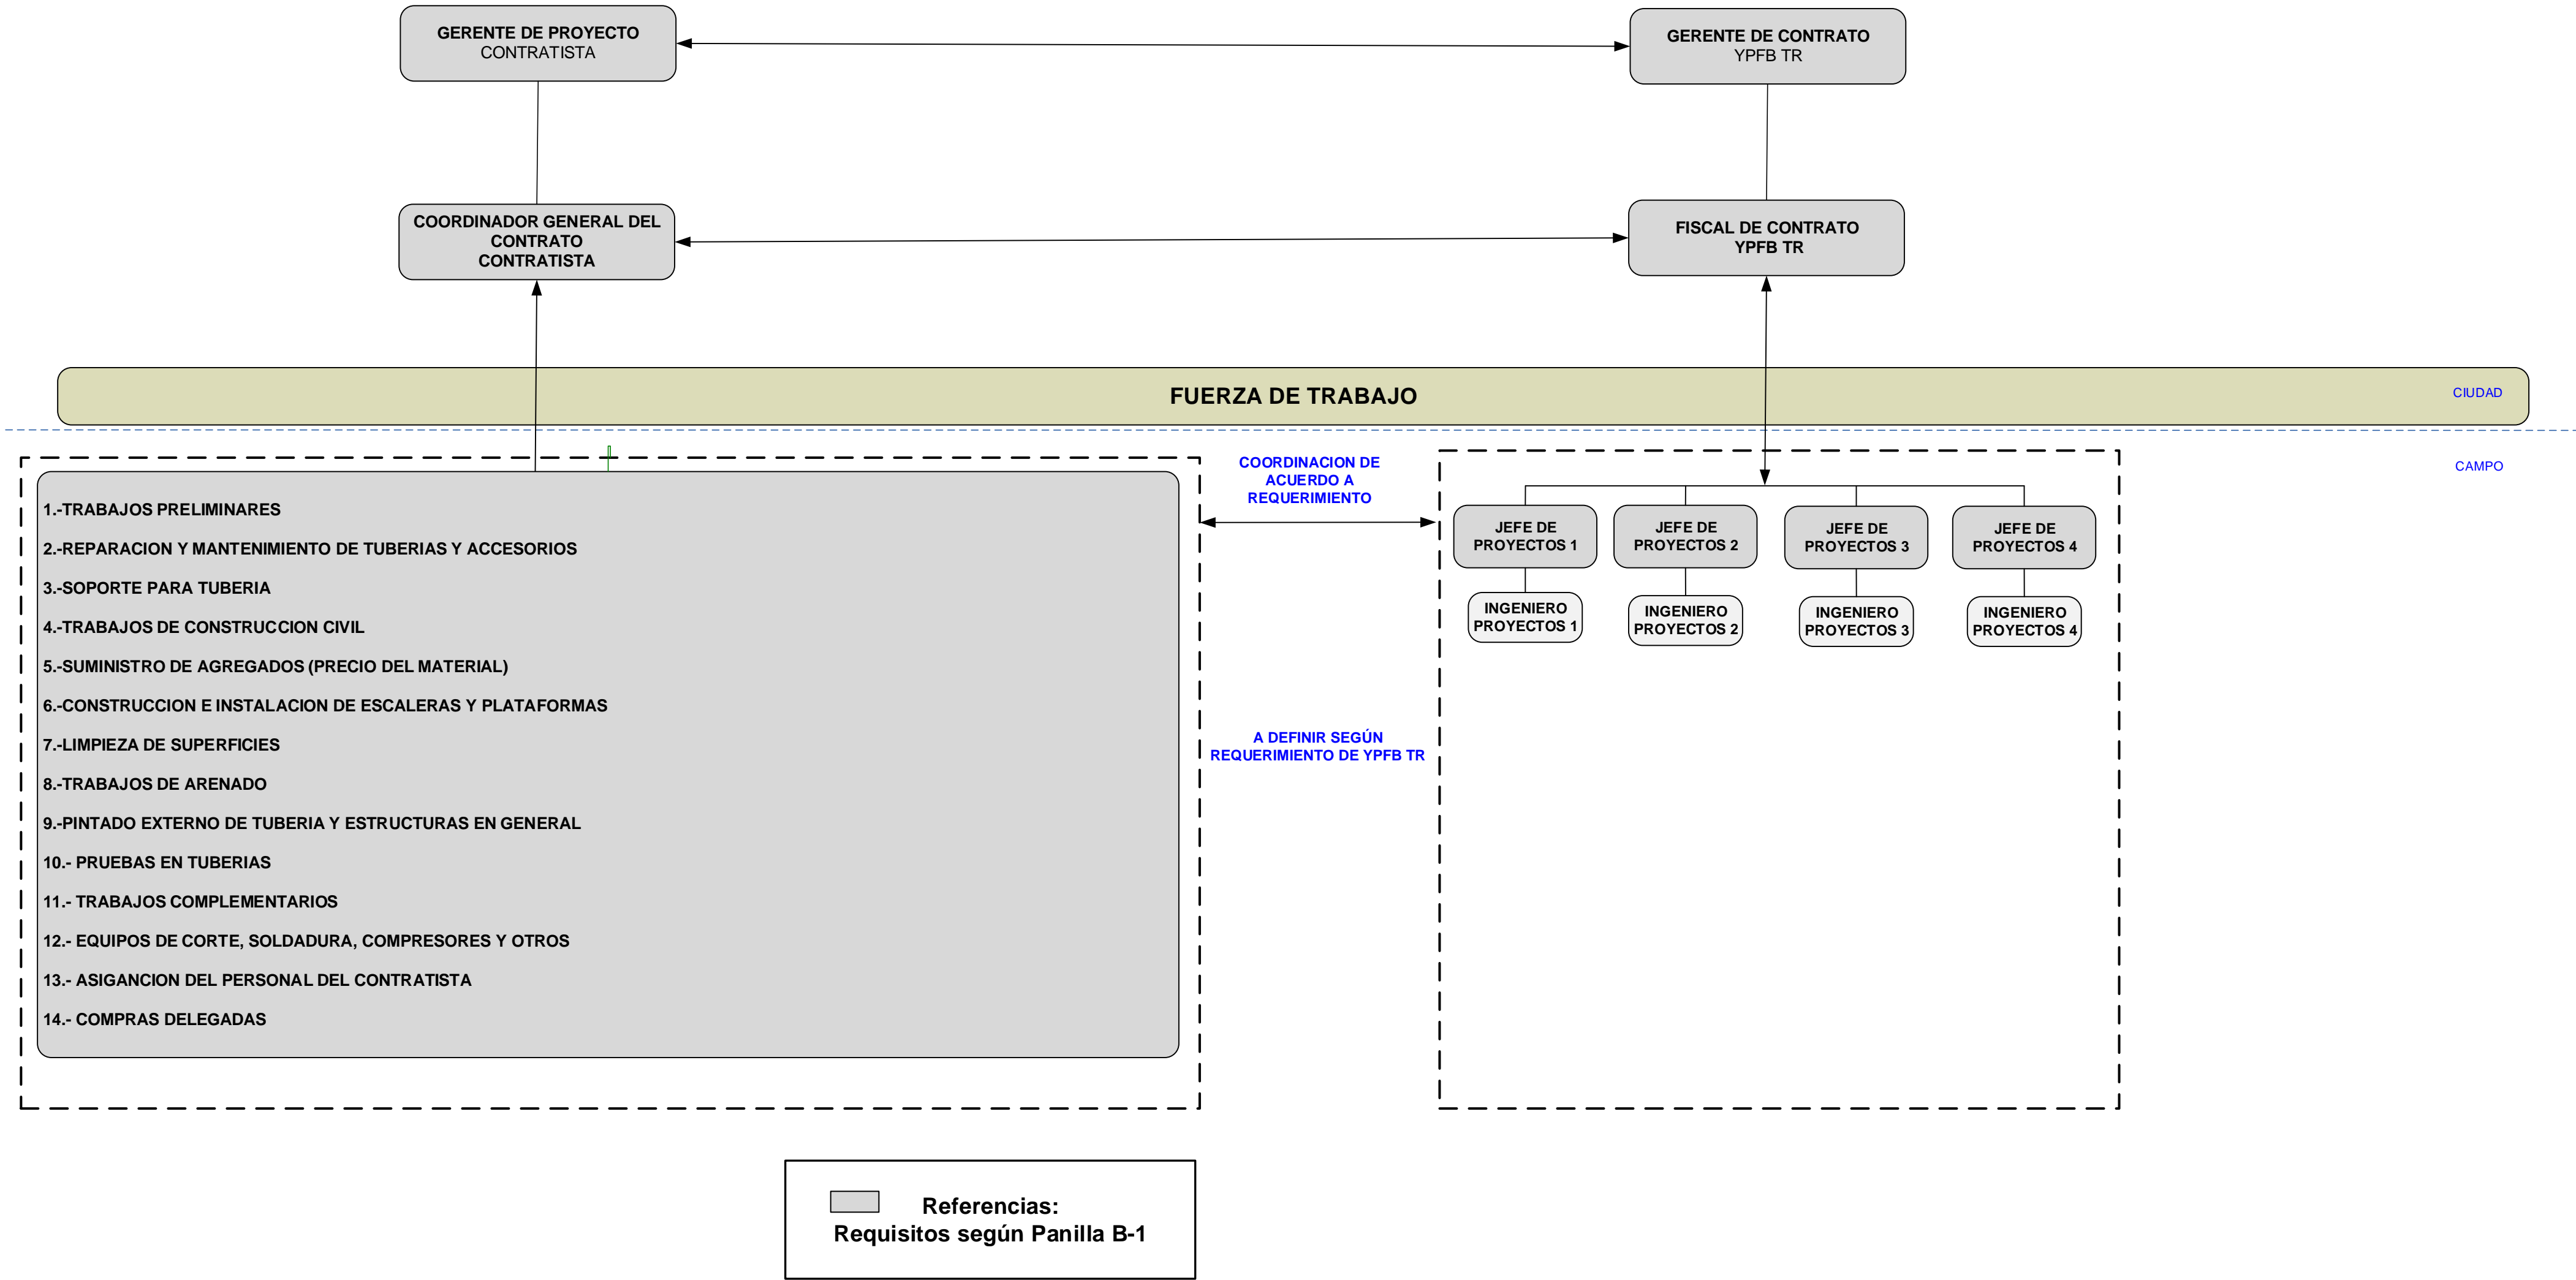 GERENTE DE PROYECTO
CONTRATISTA
GERENTE DE CONTRATO
YPFB TR
COORDINADOR GENERAL DEL
CONTRATO
CONTRATISTA
FISCAL DE CONTRATO
YPFB TR
FUERZA DE TRABAJO
CIUDAD
CAMPO
1.-TRABAJOS PRELIMINARES
2.-REPARACION Y MANTENIMIENTO DE TUBERIAS Y ACCESORIOS
3.-SOPORTE PARA TUBERIA
4.-TRABAJOS DE CONSTRUCCION CIVIL
5.-SUMINISTRO DE AGREGADOS (PRECIO DEL MATERIAL)
6.-CONSTRUCCION E INSTALACION DE ESCALERAS Y PLATAFORMAS
7.-LIMPIEZA DE SUPERFICIES
8.-TRABAJOS DE ARENADO
9.-PINTADO EXTERNO DE TUBERIA Y ESTRUCTURAS EN GENERAL
10.- PRUEBAS EN TUBERIAS
11.- TRABAJOS COMPLEMENTARIOS
12.- EQUIPOS DE CORTE, SOLDADURA, COMPRESORES Y OTROS
13.- ASIGANCION DEL PERSONAL DEL CONTRATISTA
14.- COMPRAS DELEGADAS
COORDINACION DE
ACUERDO A
REQUERIMIENTO
A DEFINIR SEGÚN
REQUERIMIENTO DE YPFB TR
JEFE DE
PROYECTOS 1
JEFE DE
PROYECTOS 2
JEFE DE
PROYECTOS 3
JEFE DE
PROYECTOS 4
INGENIERO
PROYECTOS 1
INGENIERO
PROYECTOS 2
INGENIERO
PROYECTOS 3
INGENIERO
PROYECTOS 4
Referencias:
Requisitos según Panilla B-1